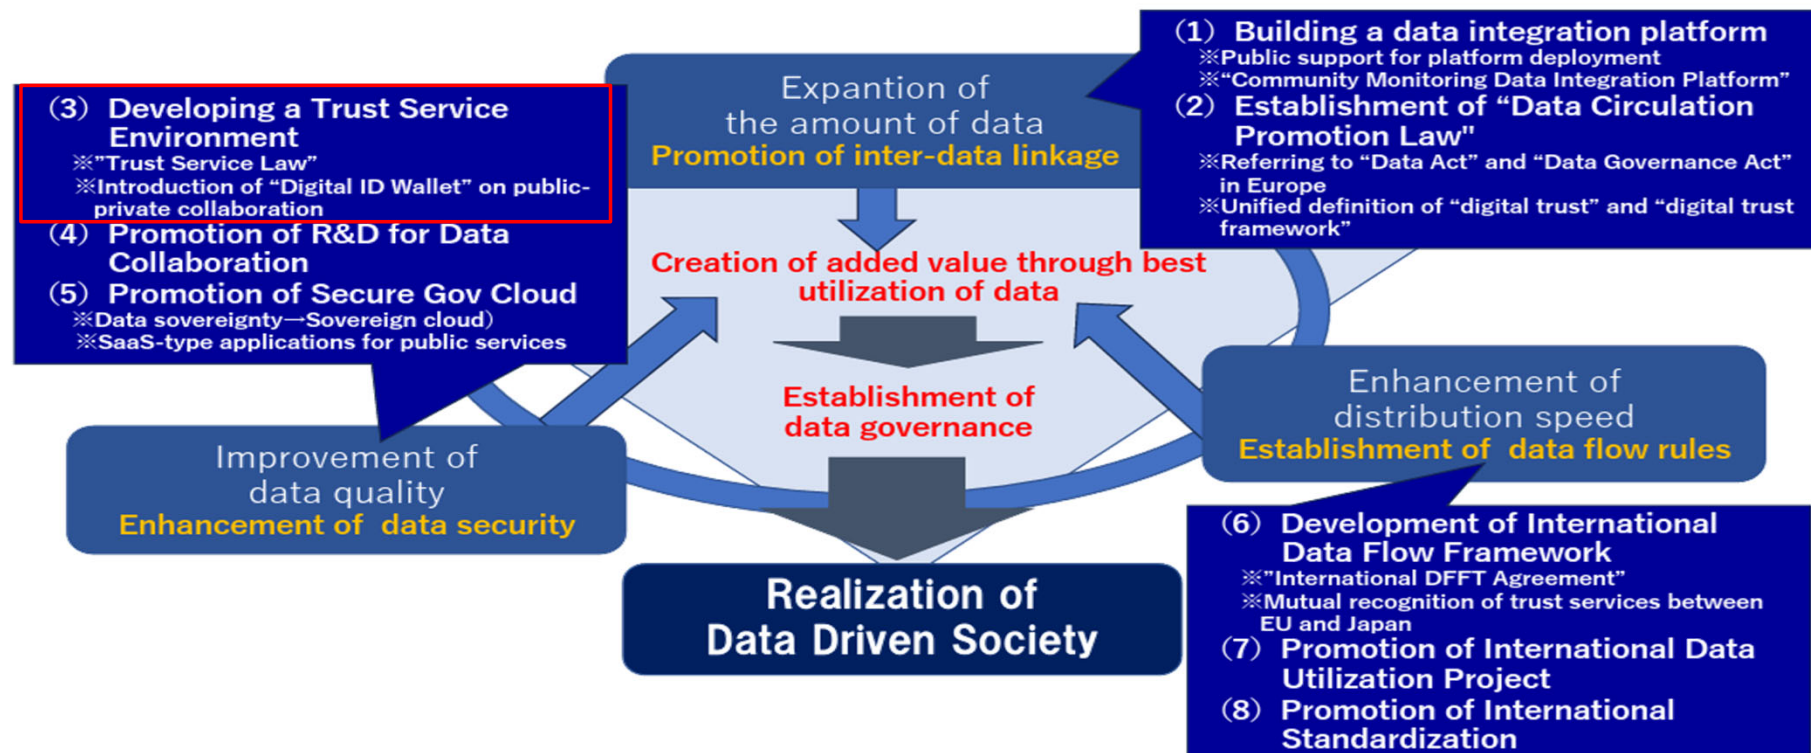 (1) Building a data integration platform
※Public support for platform deployment
※“Community Monitoring Data Integration Platform”
(2) Establishment of “Data Circulation
Promotion Law"
※Referring to “Data Act” and “Data Governance Act”
in Europe
※Unified definition of “digital trust” and “digital trust
framework”
Expantion of
the amount of data
Promotion of inter-data linkage
(3) Developing a Trust Service
Environment
※”Trust Service Law”
※Introduction of “Digital ID Wallet” on public-
private collaboration
(4) Promotion of R&D for Data
Collaboration
(5) Promotion of Secure Gov Cloud
※Data sovereignty→Sovereign cloud)
※SaaS-type applications for public services
Creation of added value through best
utilization of data
Establishment of
data governance
Improvement of
data quality
Enhancement of data security
Enhancement of
distribution speed
Establishment of data flow rules
Realization of
Data Driven Society
(6) Development of International
Data Flow Framework
※”International DFFT Agreement”
※Mutual recognition of trust services between
EU and Japan
(7) Promotion of International Data
Utilization Project
(8) Promotion of International
Standardization